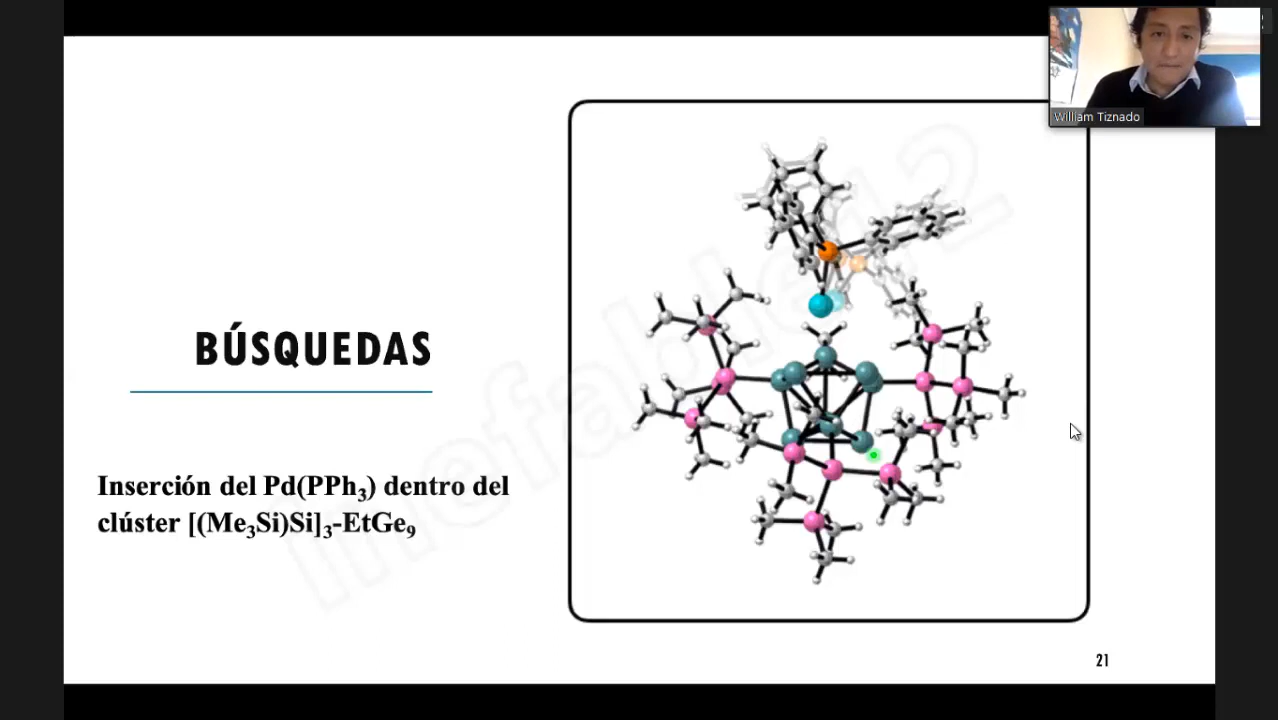 William Tiznado
BÚSQUEDAS
Inserción del Pd(PPh₃) dentro del
clúster [(Me₃Si)Si]₃-EtGe₉
21